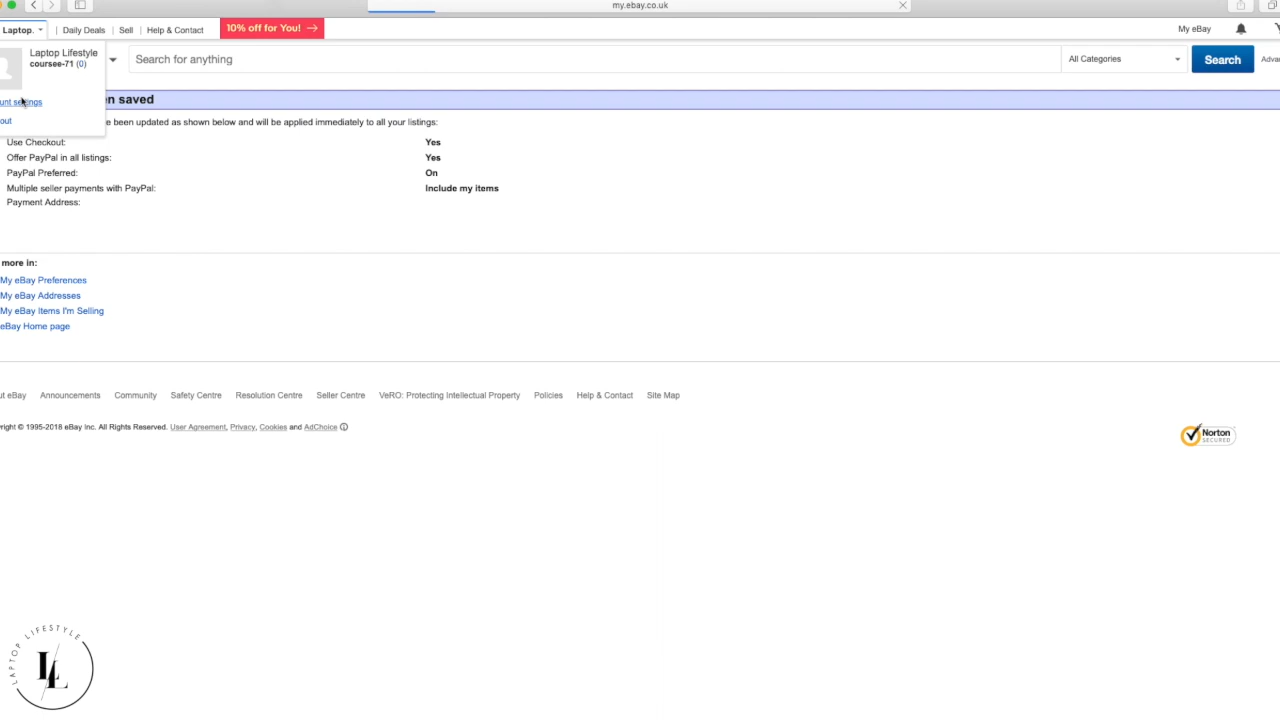 my.ebay.co.uk
Laptop. Daily Deals Sell Help & Contact 10% off for You! → My eBay
Laptop Lifestyle
coursee-71 (0)
Search for anything All Categories Search
unt settings
out
n saved
e been updated as shown below and will be applied immediately to all your listings:
Use Checkout: Yes
Offer PayPal in all listings: Yes
PayPal Preferred: On
Multiple seller payments with PayPal: Include my items
Payment Address:
more in:
My eBay Preferences
My eBay Addresses
My eBay Items I'm Selling
eBay Home page
ut eBay Announcements Community Safety Centre Resolution Centre Seller Centre VeRO: Protecting Intellectual Property Policies Help & Contact Site Map
right © 1995-2018 eBay Inc. All Rights Reserved. User Agreement, Privacy, Cookies and AdChoice
Norton
SECURED
LAPTOP LIFESTYLE
LL